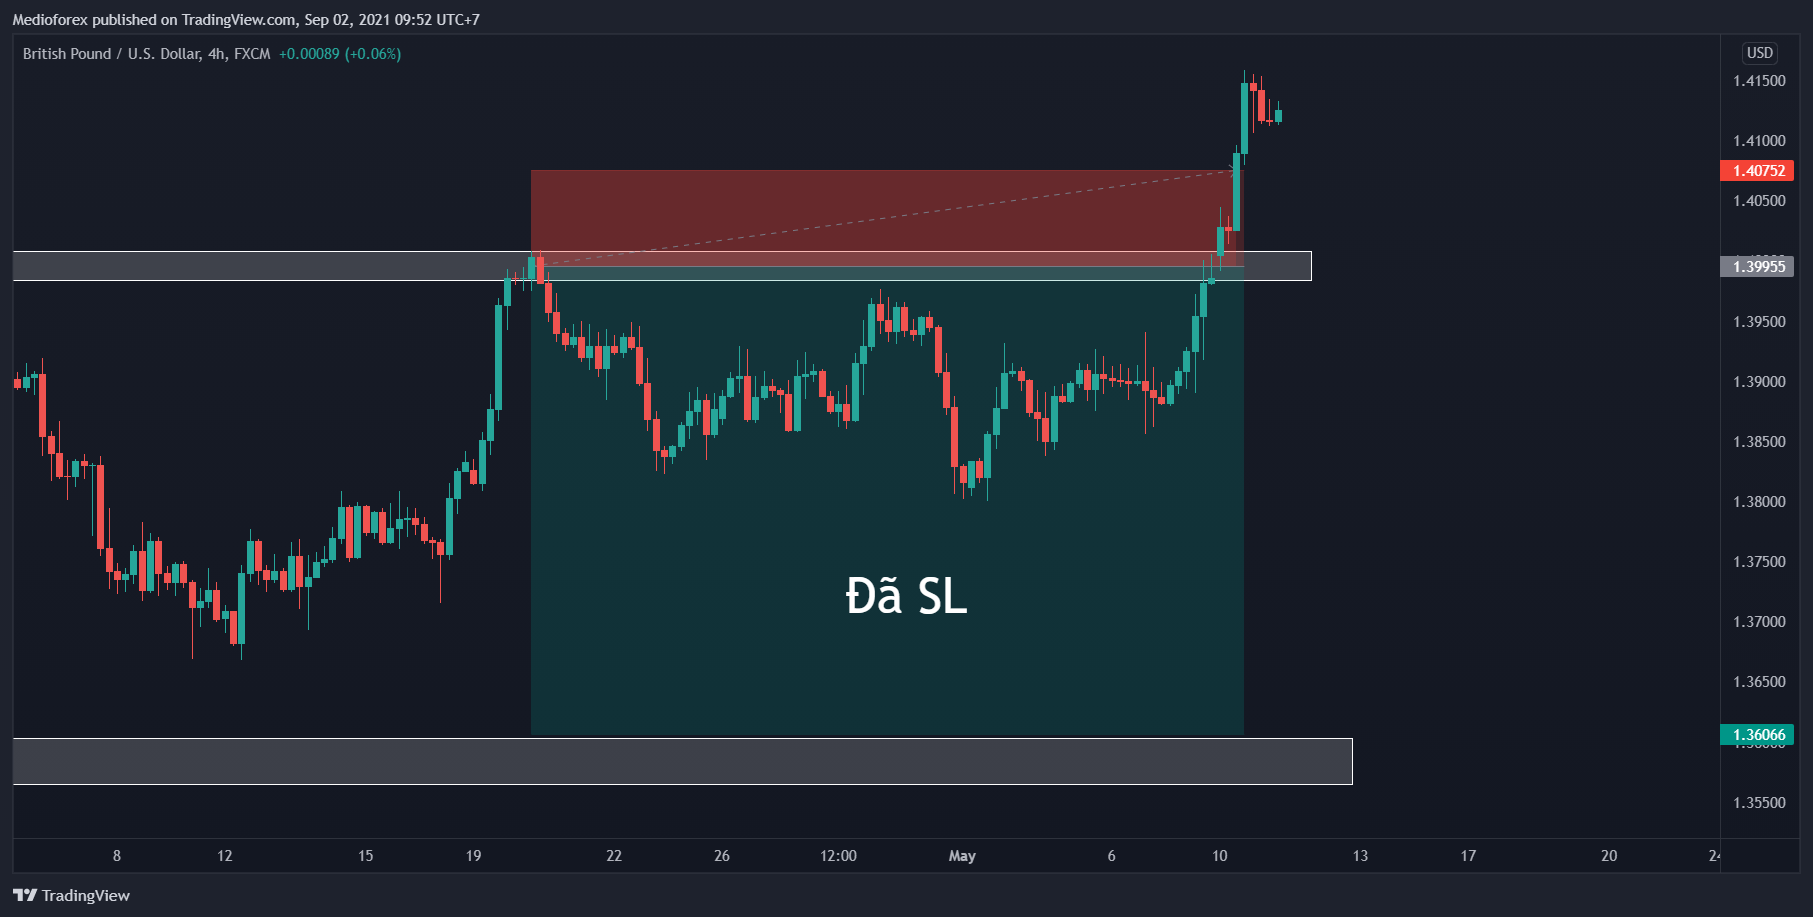 Medioforex published on TradingView.com, Sep 02, 2021 09:52 UTC+7
British Pound / U.S. Dollar, 4h, FXCM +0.00089 (+0.06%)
USD
1.41500
1.41000
1.40752
1.40500
1.39955
1.39500
1.39000
1.38500
1.38000
1.37500
Đã SL
1.37000
1.36500
1.36066
1.35500
8 12 15 19 22 26 12:00 May 6 10 13 17 20
TradingView